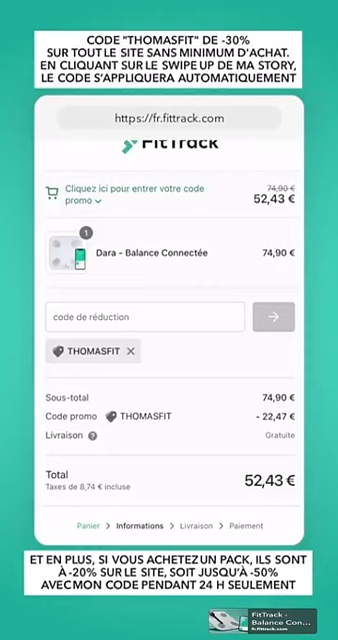 CODE "THOMASFIT" DE -30%
SUR TOUT LE SITE SANS MINIMUM D'ACHAT.
EN CLIQUANT SUR LE SWIPE UP DE MA STORY,
LE CODE S'APPLIQUERA AUTOMATIQUEMENT
https://fr.fittrack.com
FitTrack
Cliquez ici pour entrer votre code
promo
74,90 €
52,43 €
1
Dara - Balance Connectée
74,90 €
code de réduction
THOMASFIT X
Sous-total 74,90 €
Code promo THOMASFIT - 22,47 €
Livraison ? Gratuite
Total 52,43 €
Taxes de 8,74 € incluse
Panier > Informations > Livraison > Paiement
ET EN PLUS, SI VOUS ACHETEZ UN PACK, ILS SONT
À -20% SUR LE SITE, SOIT JUSQU'À -50%
AVEC MON CODE PENDANT 24 H SEULEMENT
FitTrack -
Balance Con...
fr.fittrack.com